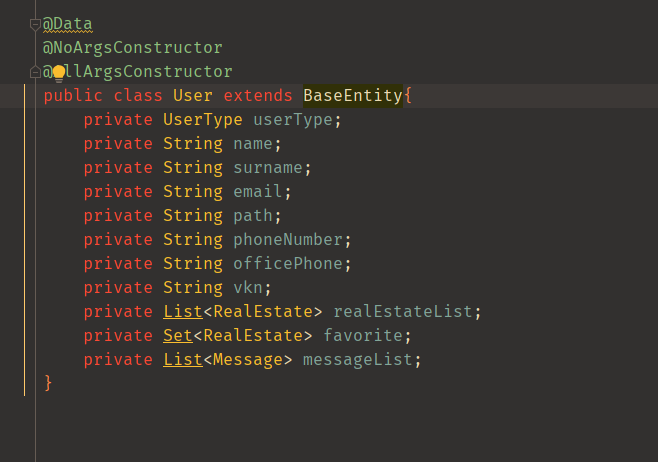 @Data
@NoArgsConstructor
@AllArgsConstructor
public class User extends BaseEntity{
    private UserType userType;
    private String name;
    private String surname;
    private String email;
    private String path;
    private String phoneNumber;
    private String officePhone;
    private String vkn;
    private List<RealEstate> realEstateList;
    private Set<RealEstate> favorite;
    private List<Message> messageList;
}